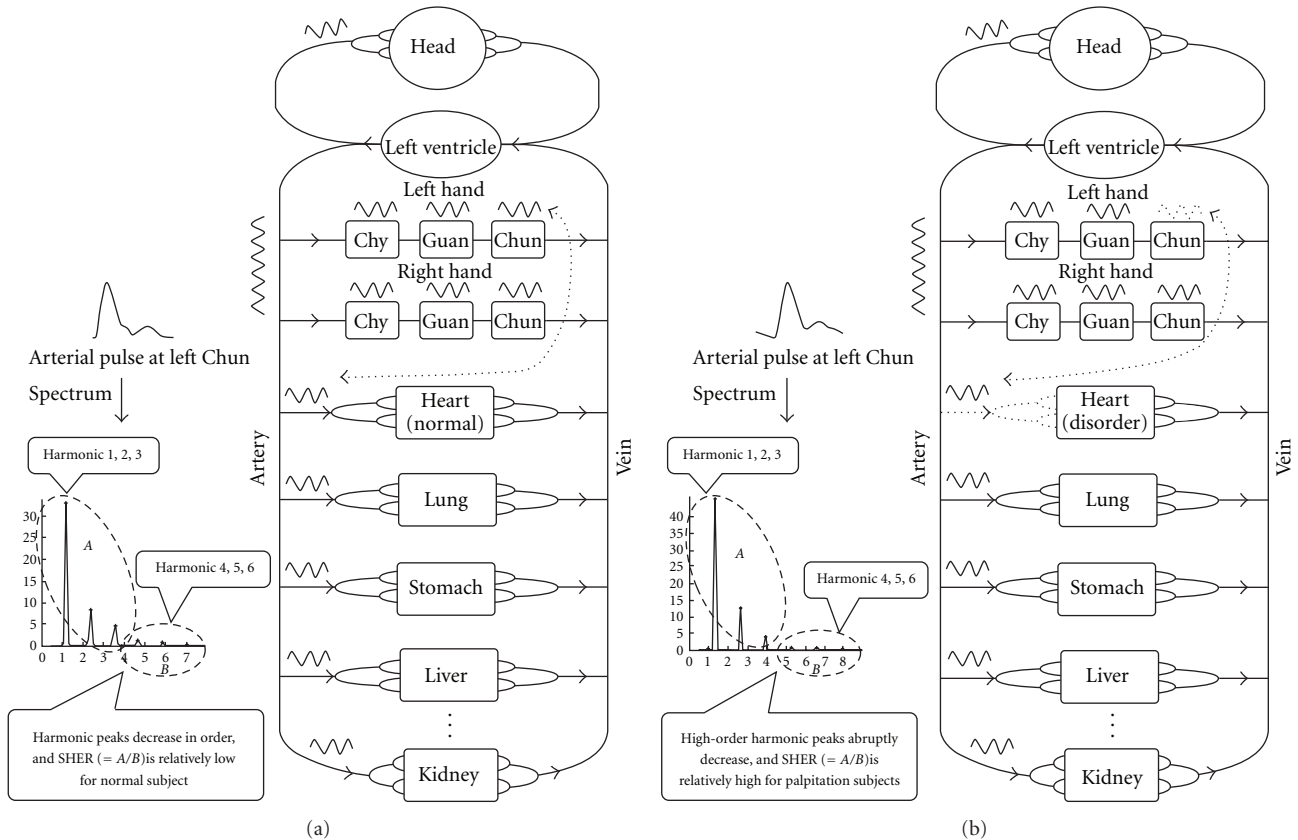 Head
Left ventricle
Left hand
Chy
Guan
Chun
Right hand
Chy
Guan
Chun
Arterial pulse at left Chun
Spectrum
Heart
(normal)
Artery
Vein
Harmonic 1, 2, 3
Lung
30
25
20
15
10
5
0
A
Harmonic 4, 5, 6
Stomach
0 1 2 3 4 5 6 7
B
Liver
Harmonic peaks decrease in order,
and SHER (= A/B)is relatively low
for normal subject
Kidney
(a)
Head
Left ventricle
Left hand
Chy
Guan
Chun
Right hand
Chy
Guan
Chun
Arterial pulse at left Chun
Spectrum
Heart
(disorder)
Artery
Vein
Harmonic 1, 2, 3
Lung
40
35
30
25
20
15
10
5
0
A
Harmonic 4, 5, 6
Stomach
0 1 2 3 4 5 6 7 8
B
Liver
High-order harmonic peaks abruptly
decrease, and SHER (= A/B)is
relatively high for palpitation subjects
Kidney
(b)